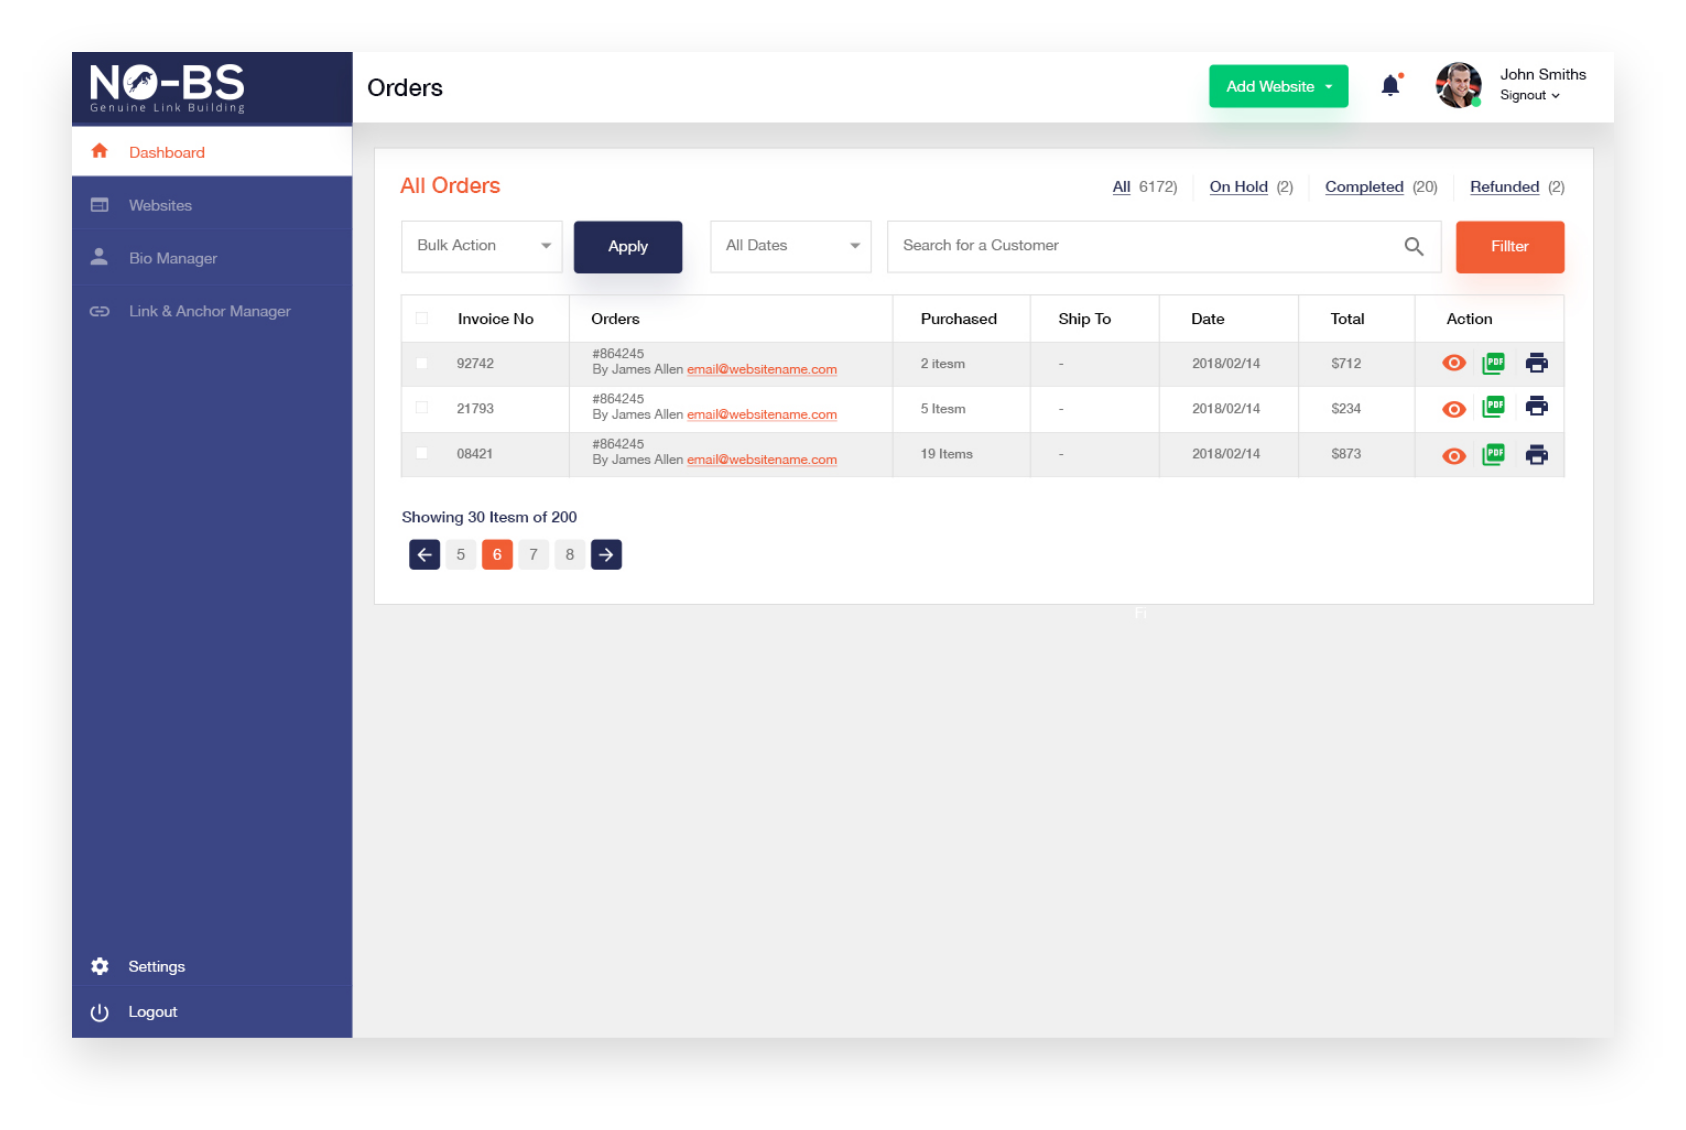 NO-BS
Genuine Link Building
Orders
Add Website
John Smiths
Signout
Dashboard
Websites
Bio Manager
Link & Anchor Manager
Settings
Logout
All Orders
All 6172) On Hold (2) Completed (20) Refunded (2)
Bulk Action Apply All Dates Search for a Customer Fillter
Invoice No Orders Purchased Ship To Date Total Action
92742 #864245 By James Allen email@websitename.com 2 itesm - 2018/02/14 $712 PDF
21793 #864245 By James Allen email@websitename.com 5 Itesm - 2018/02/14 $234 PDF
08421 #864245 By James Allen email@websitename.com 19 Items - 2018/02/14 $873 PDF
Showing 30 Itesm of 200
5 6 7 8
Fi